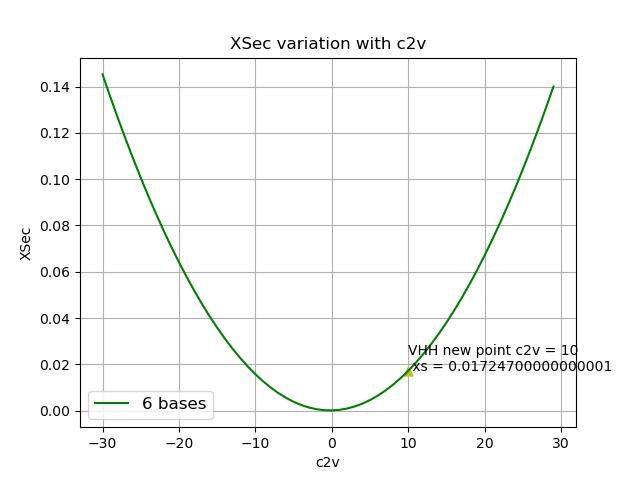 XSec variation with c2v
XSec
0.14
0.12
0.10
0.08
0.06
0.04
0.02
0.00
VHH new point c2v = 10
xs = 0.01724700000000001
6 bases
−30
−20
−10
0
10
20
30
c2v